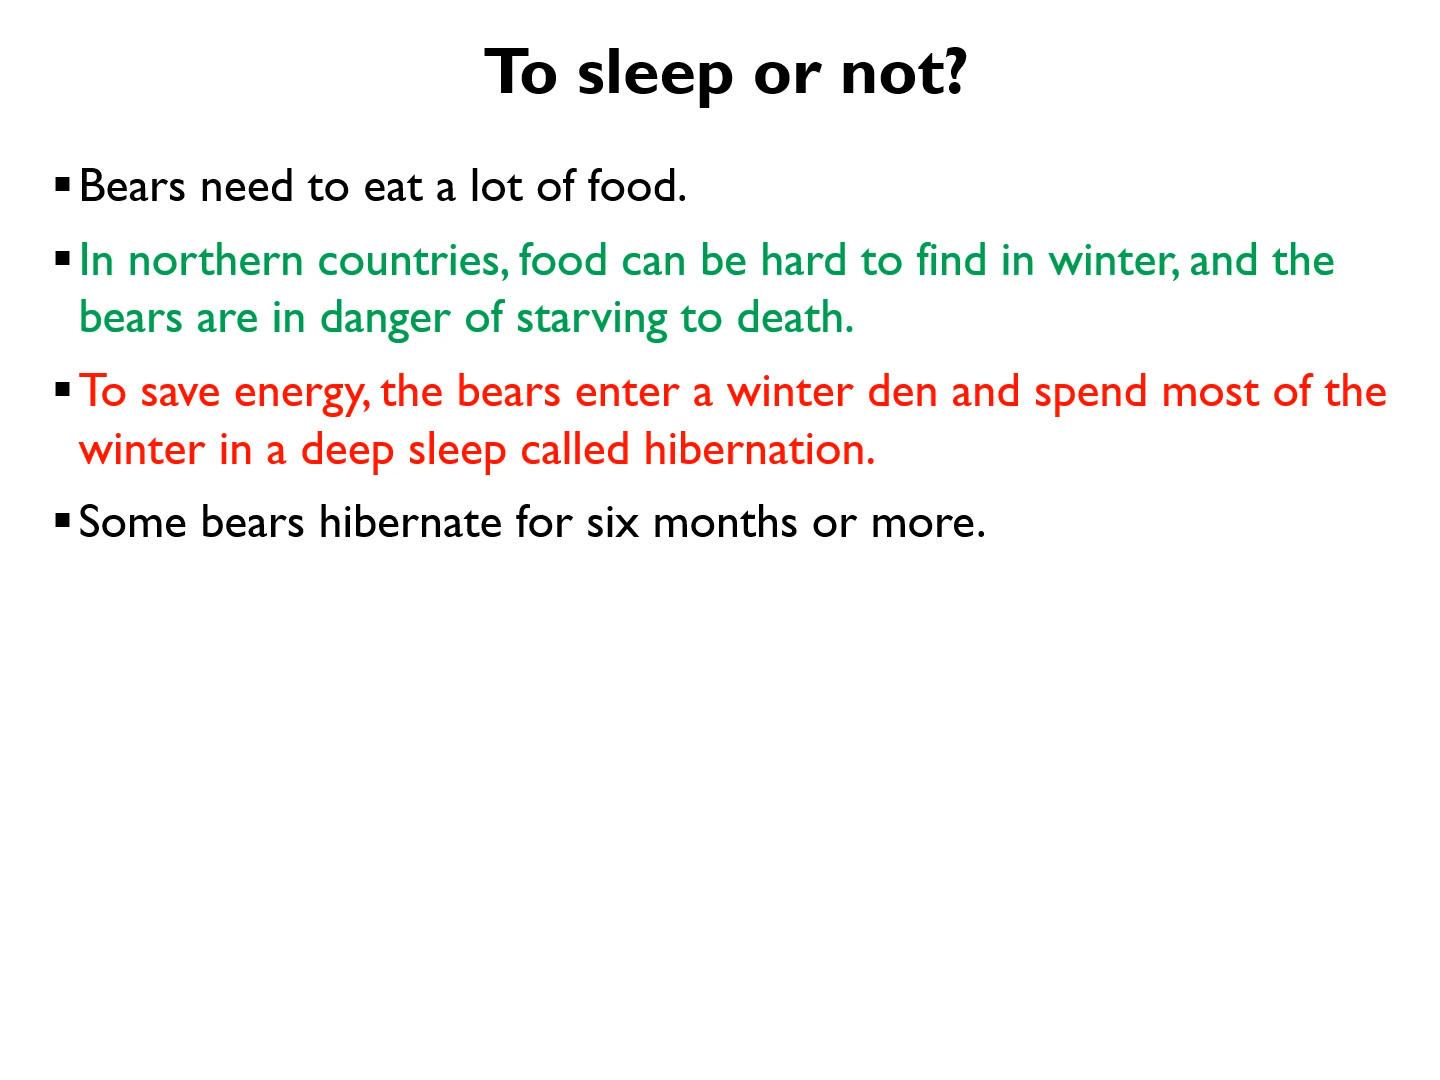 To sleep or not?
▪Bears need to eat a lot of food.
▪In northern countries, food can be hard to find in winter, and the
bears are in danger of starving to death.
▪To save energy, the bears enter a winter den and spend most of the
winter in a deep sleep called hibernation.
▪Some bears hibernate for six months or more.